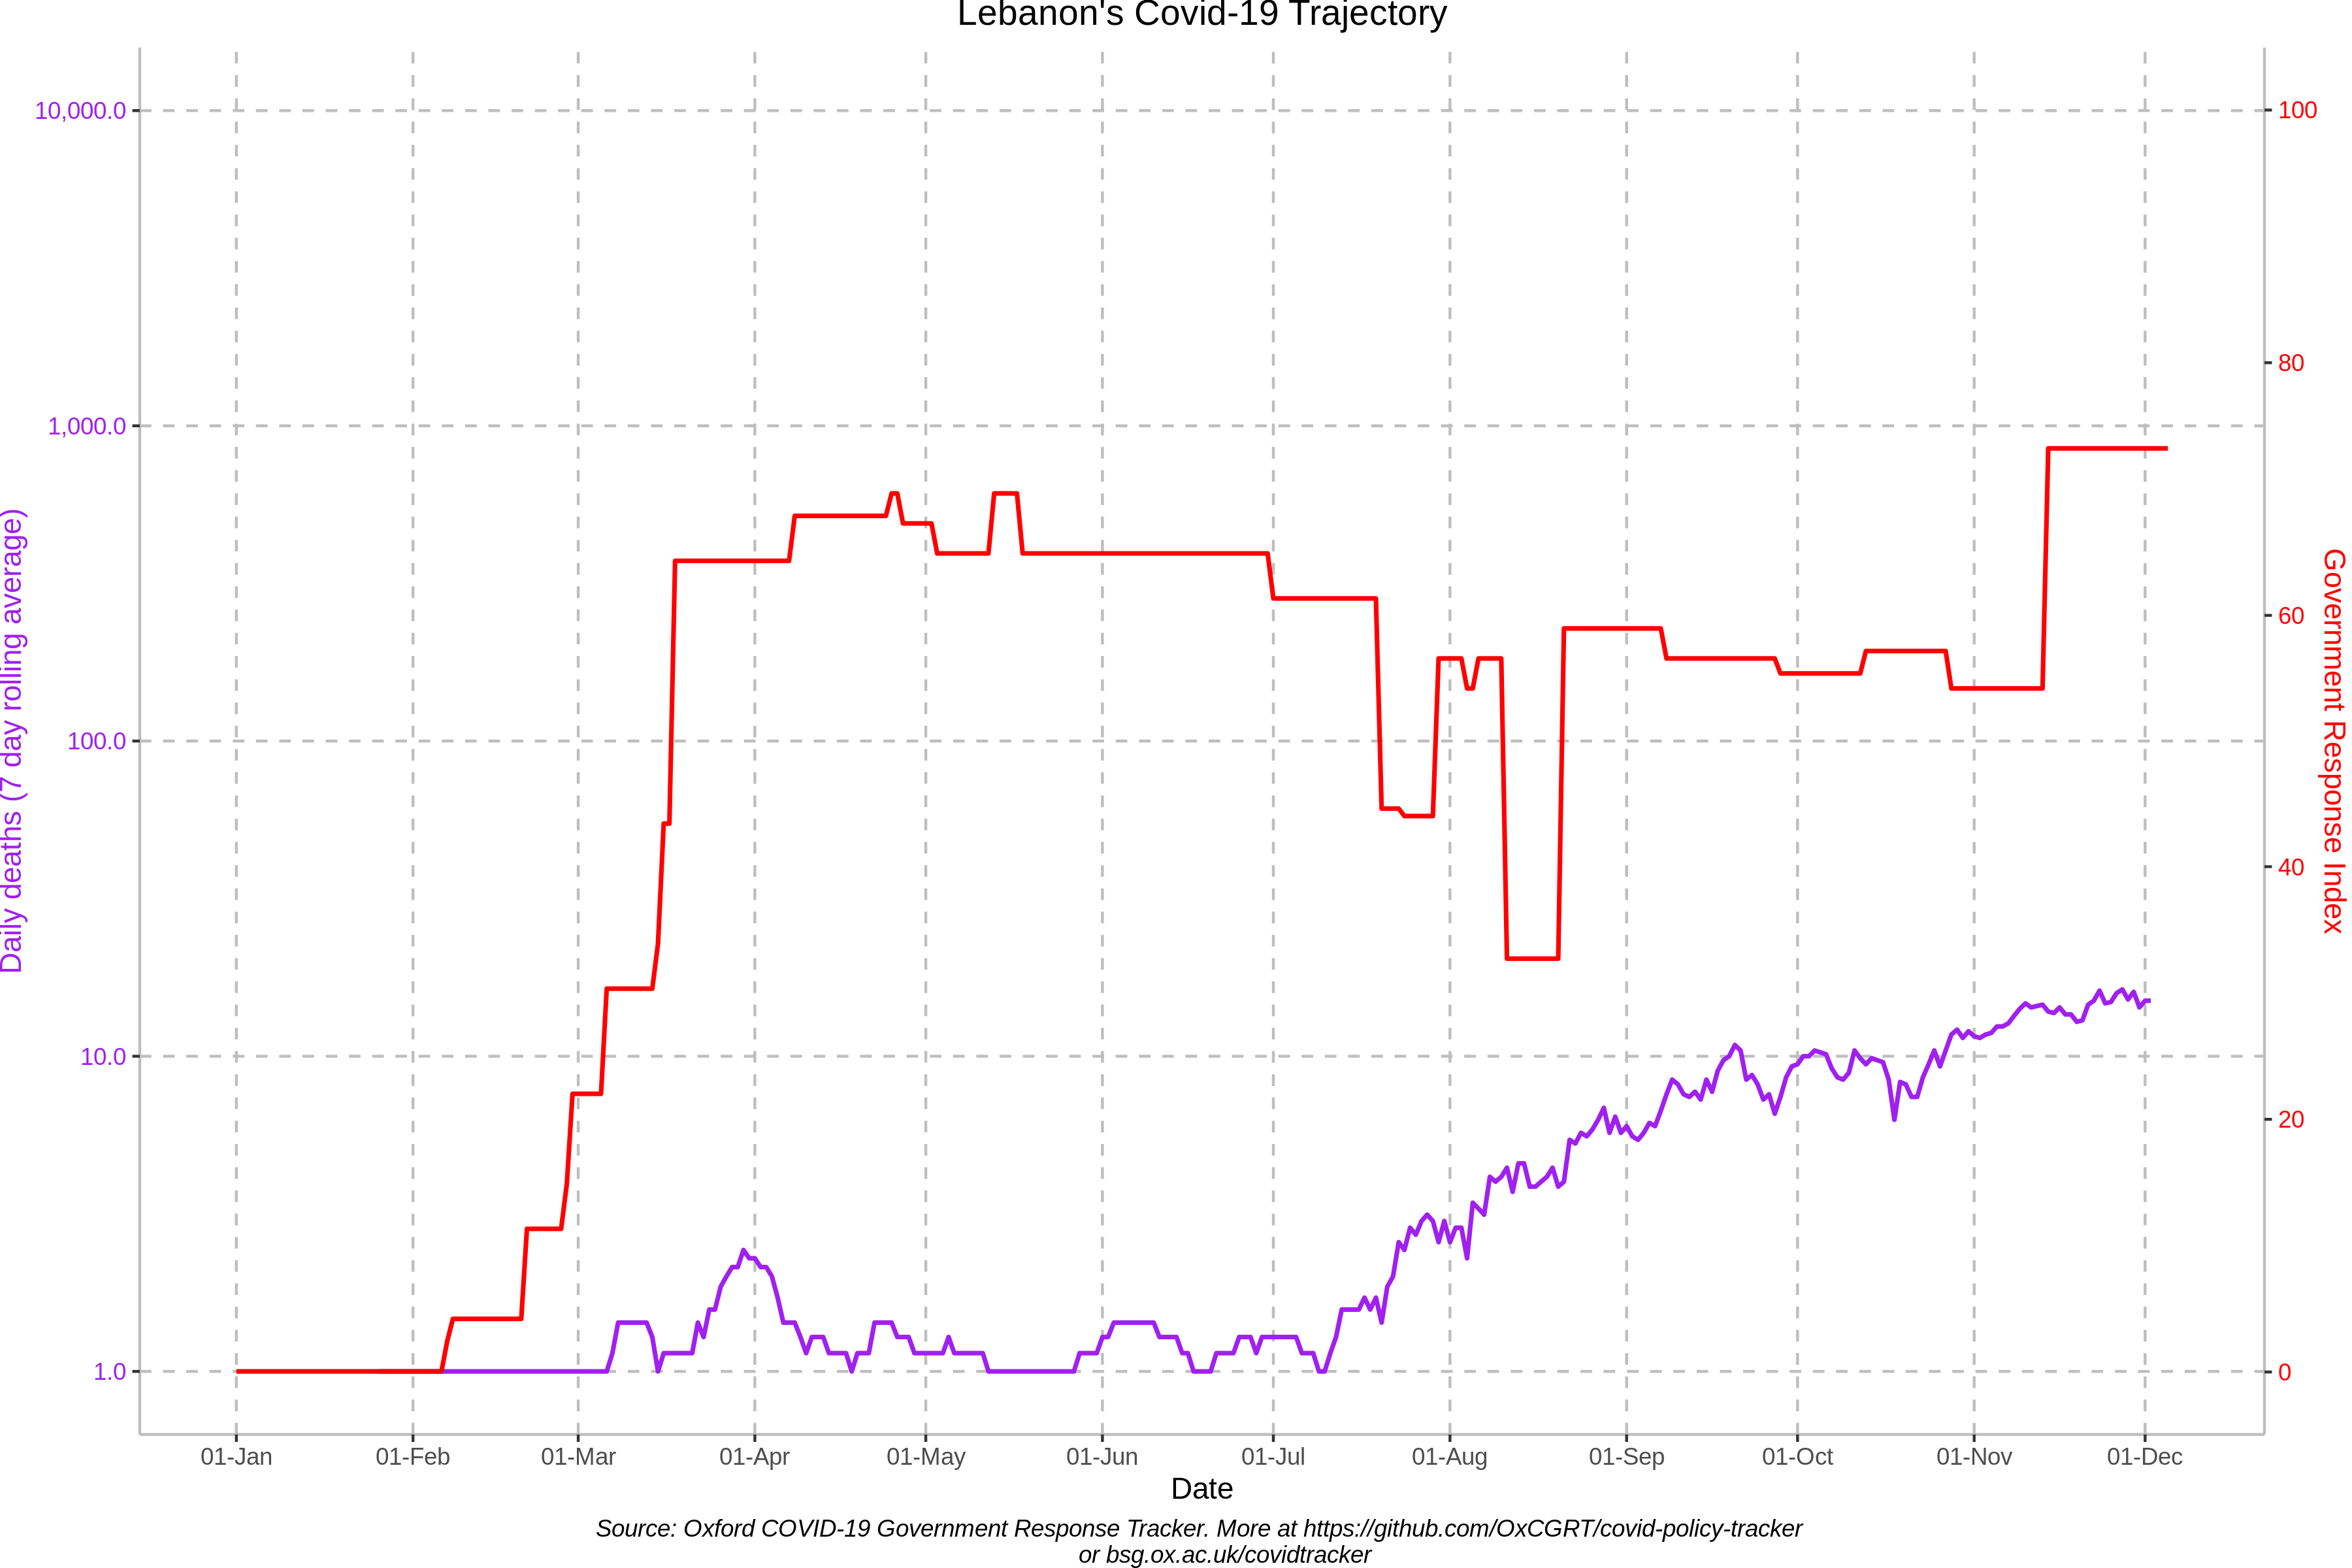 Lebanon's Covid-19 Trajectory
10,000.0
1,000.0
100.0
10.0
1.0
Daily deaths (7 day rolling average)
100
80
60
40
20
0
Government Response Index
01-Jan
01-Feb
01-Mar
01-Apr
01-May
01-Jun
01-Jul
01-Aug
01-Sep
01-Oct
01-Nov
01-Dec
Date
Source: Oxford COVID-19 Government Response Tracker. More at https://github.com/OxCGRT/covid-policy-tracker
or bsg.ox.ac.uk/covidtracker